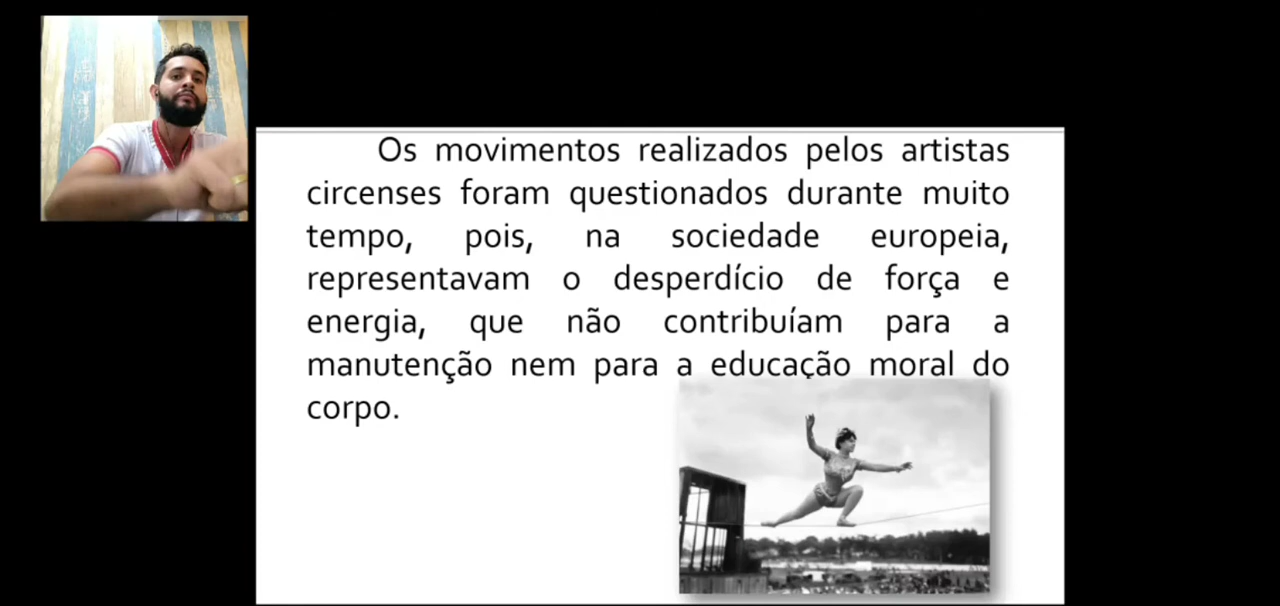 Os movimentos realizados pelos artistas
circenses foram questionados durante muito
tempo, pois, na sociedade europeia,
representavam o desperdício de força e
energia, que não contribuíam para a
manutenção nem para a educação moral do
corpo.